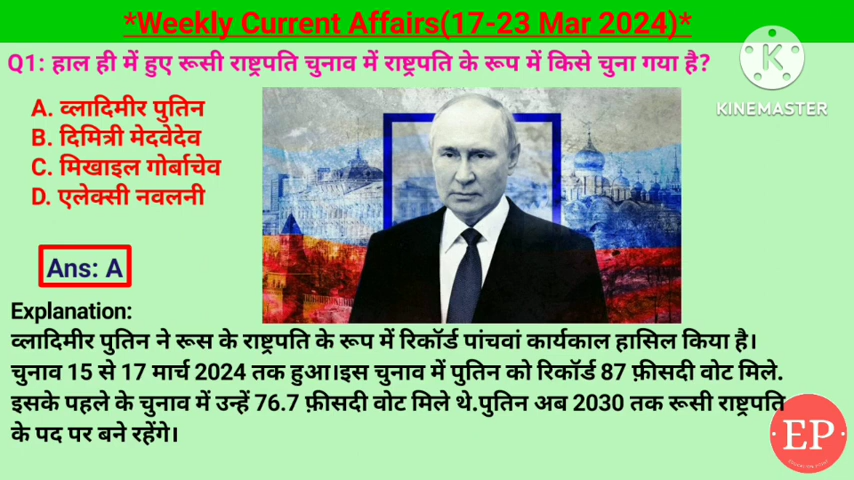 *Weekly Current Affairs(17-23 Mar 2024)*
Q1: हाल ही में हुए रूसी राष्ट्रपति चुनाव में राष्ट्रपति के रूप में किसे चुना गया है?
KINEMASTER
A. व्लादिमीर पुतिन
B. दिमित्री मेदवेदेव
C. मिखाइल गोर्बाचेव
D. एलेक्सी नवलनी
Ans: A
Explanation:
व्लादिमीर पुतिन ने रूस के राष्ट्रपति के रूप में रिकॉर्ड पांचवां कार्यकाल हासिल किया है।
चुनाव 15 से 17 मार्च 2024 तक हुआ।इस चुनाव में पुतिन को रिकॉर्ड 87 फ़ीसदी वोट मिले.
इसके पहले के चुनाव में उन्हें 76.7 फ़ीसदी वोट मिले थे.पुतिन अब 2030 तक रूसी राष्ट्रपति
के पद पर बने रहेंगे।
EP